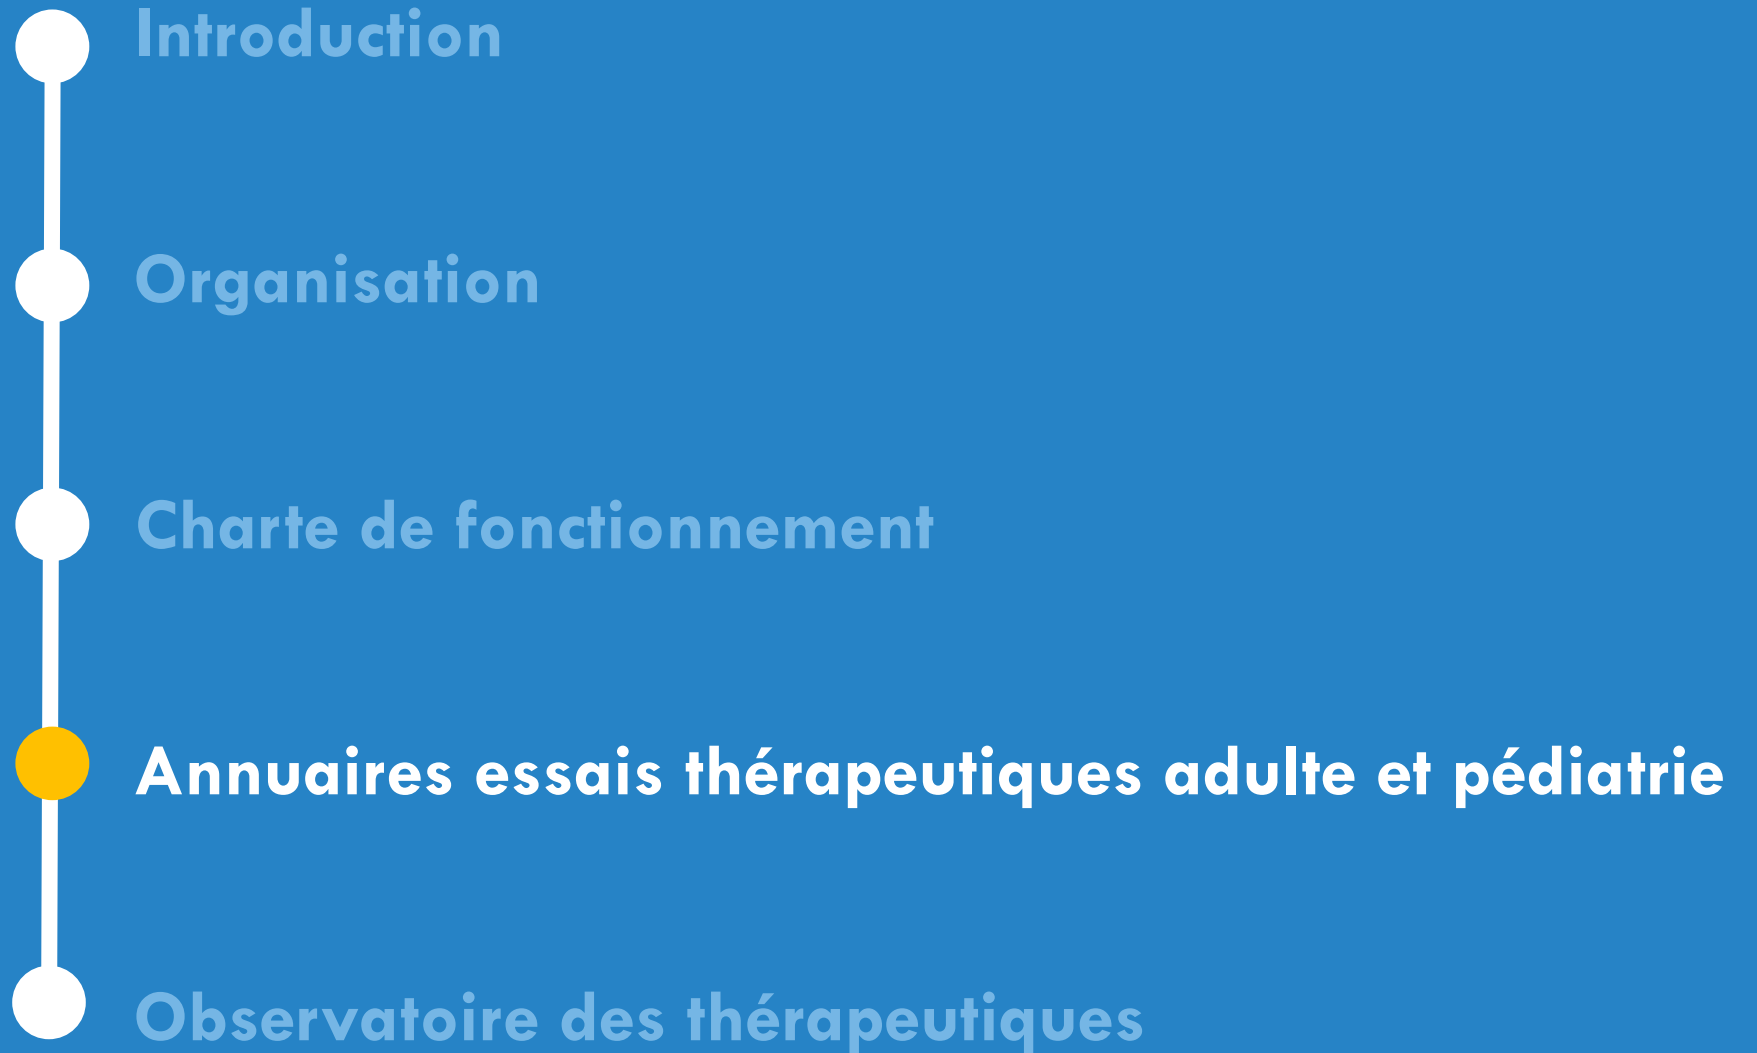 Introduction
Organisation
Charte de fonctionnement
Annuaires essais thérapeutiques adulte et pédiatrie
Observatoire des thérapeutiques